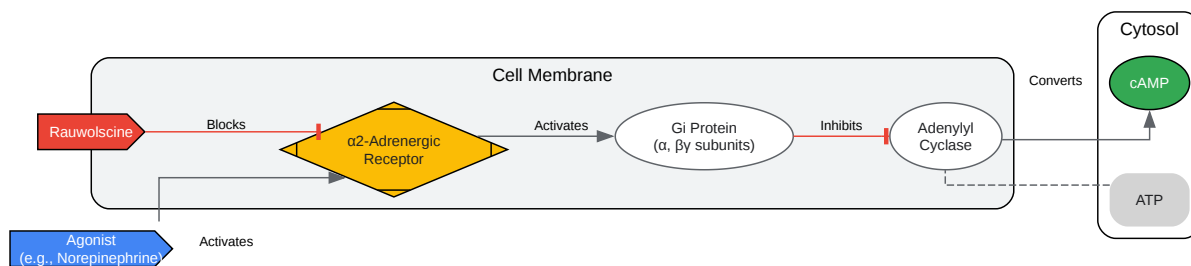 Cytosol
Cell Membrane
Converts
cAMP
Rauwolscine
Blocks
α2-Adrenergic
Receptor
Activates
Gi Protein
(α, βγ subunits)
Inhibits
Adenylyl
Cyclase
ATP
Agonist
(e.g., Norepinephrine)
Activates